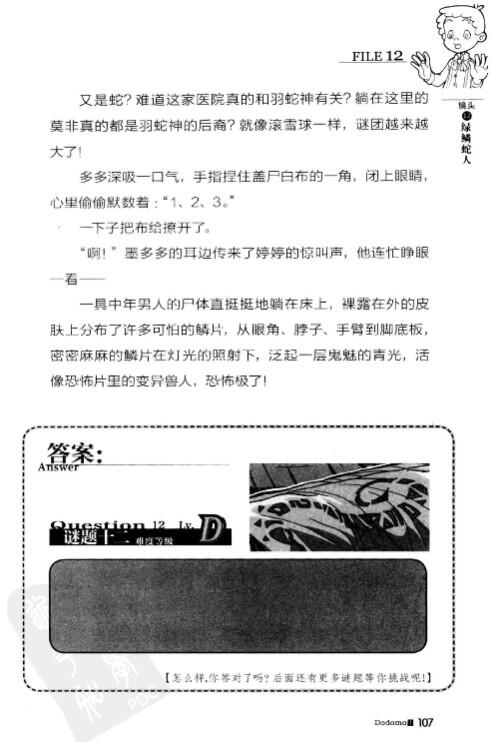 FILE 12
镜头
12
绿鳞蛇人
又是蛇？难道这家医院真的和羽蛇神有关？躺在这里的
莫非真的都是羽蛇神的后裔？就像滚雪球一样，谜团越来越
大了！
多多深吸一口气，手指捏住盖尸白布的一角，闭上眼睛，
心里偷偷默数着：“1、2、3。”
一下子把布给撩开了。
“啊！”墨多多的耳边传来了婷婷的惊叫声，他连忙睁眼
一看——
一具中年男人的尸体直挺挺地躺在床上，裸露在外的皮
肤上分布了许多可怕的鳞片，从眼角、脖子、手臂到脚底板，
密密麻麻的鳞片在灯光的照射下，泛起一层鬼魅的青光，活
像恐怖片里的变异兽人，恐怖极了！
答案：
Answer
Question 12 Lv. D
谜题十二 难度等级
【怎么样，你答对了吗？后面还有更多谜题等你挑战呢！】
Dodomo 1 107